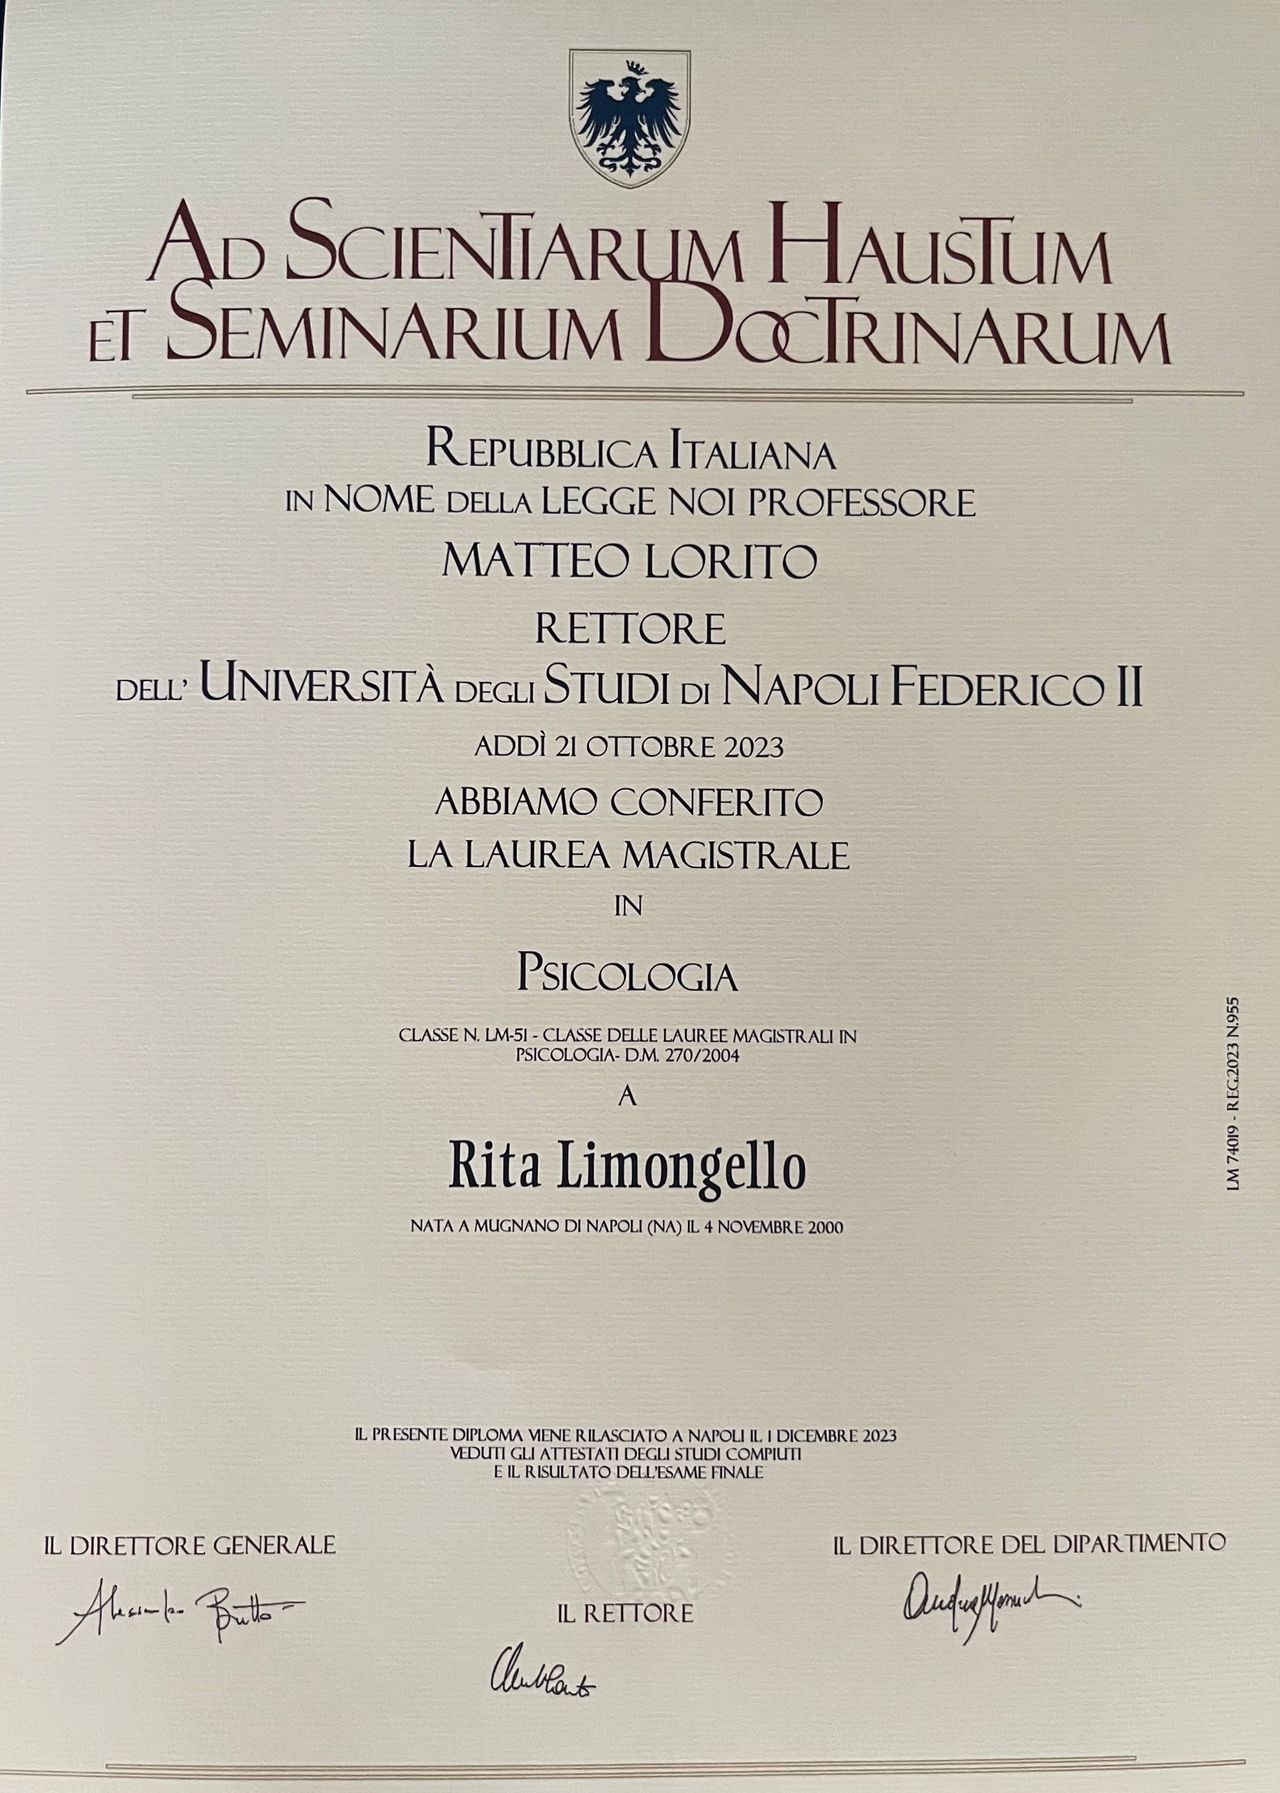 Ad Scientiarum Haustum
et Seminarium Doctrinarum
Repubblica Italiana
in NOME della LEGGE NOI PROFESSORE
MATTEO LORITO
RETTORE
dell' Università degli Studi di Napoli Federico II
ADDÌ 21 OTTOBRE 2023
ABBIAMO CONFERITO
LA LAUREA MAGISTRALE
IN
Psicologia
CLASSE N. LM-51 - CLASSE DELLE LAUREE MAGISTRALI IN
PSICOLOGIA- D.M. 270/2004
A
Rita Limongello
NATA A MUGNANO DI NAPOLI (NA) IL 4 NOVEMBRE 2000
LM 74019 - REG.2023 N.955
IL PRESENTE DIPLOMA VIENE RILASCIATO A NAPOLI IL 1 DICEMBRE 2023
VEDUTI GLI ATTESTATI DEGLI STUDI COMPIUTI
E IL RISULTATO DELL'ESAME FINALE
IL DIRETTORE GENERALE
IL DIRETTORE DEL DIPARTIMENTO
IL RETTORE